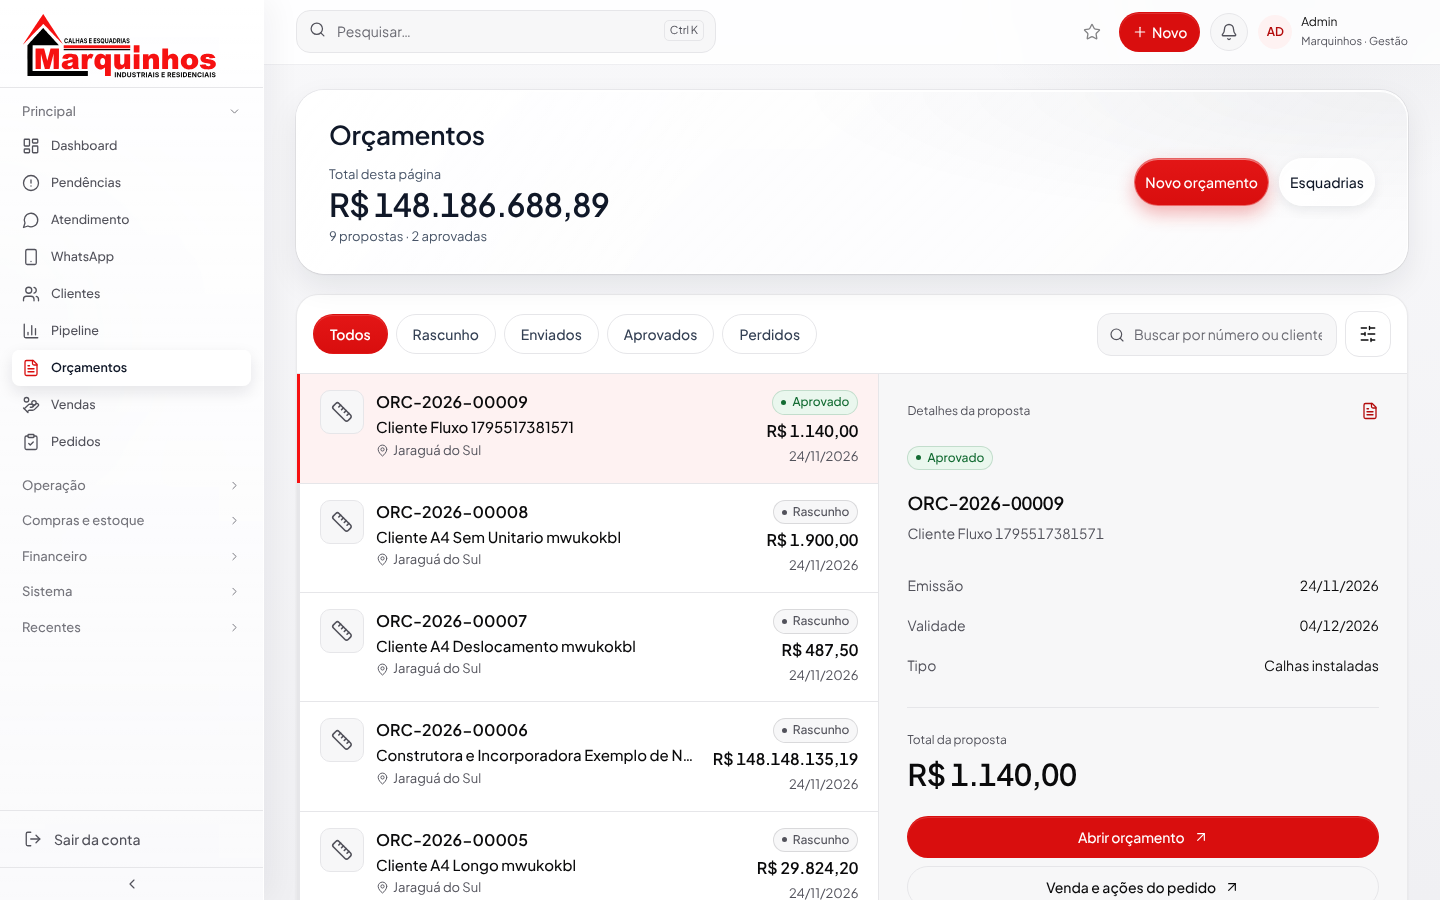 CALHAS E ESQUADRIAS
Marquinhos
INDUSTRIAIS E RESIDENCIAIS
Principal
Dashboard
Pendências
Atendimento
WhatsApp
Clientes
Pipeline
Orçamentos
Vendas
Pedidos
Operação
Compras e estoque
Financeiro
Sistema
Recentes
Sair da conta
Pesquisar...
Ctrl K
Novo
AD
Admin
Marquinhos · Gestão
Orçamentos
Total desta página
R$ 148.186.688,89
9 propostas · 2 aprovadas
Novo orçamento
Esquadrias
Todos
Rascunho
Enviados
Aprovados
Perdidos
Buscar por número ou cliente
ORC-2026-00009
Aprovado
Cliente Fluxo 1795517381571
R$ 1.140,00
Jaraguá do Sul
24/11/2026
ORC-2026-00008
Rascunho
Cliente A4 Sem Unitario mwukokbl
R$ 1.900,00
Jaraguá do Sul
24/11/2026
ORC-2026-00007
Rascunho
Cliente A4 Deslocamento mwukokbl
R$ 487,50
Jaraguá do Sul
24/11/2026
ORC-2026-00006
Rascunho
Construtora e Incorporadora Exemplo de N...
R$ 148.148.135,19
Jaraguá do Sul
24/11/2026
ORC-2026-00005
Rascunho
Cliente A4 Longo mwukokbl
R$ 29.824,20
Jaraguá do Sul
24/11/2026
Detalhes da proposta
Aprovado
ORC-2026-00009
Cliente Fluxo 1795517381571
Emissão
24/11/2026
Validade
04/12/2026
Tipo
Calhas instaladas
Total da proposta
R$ 1.140,00
Abrir orçamento
Venda e ações do pedido